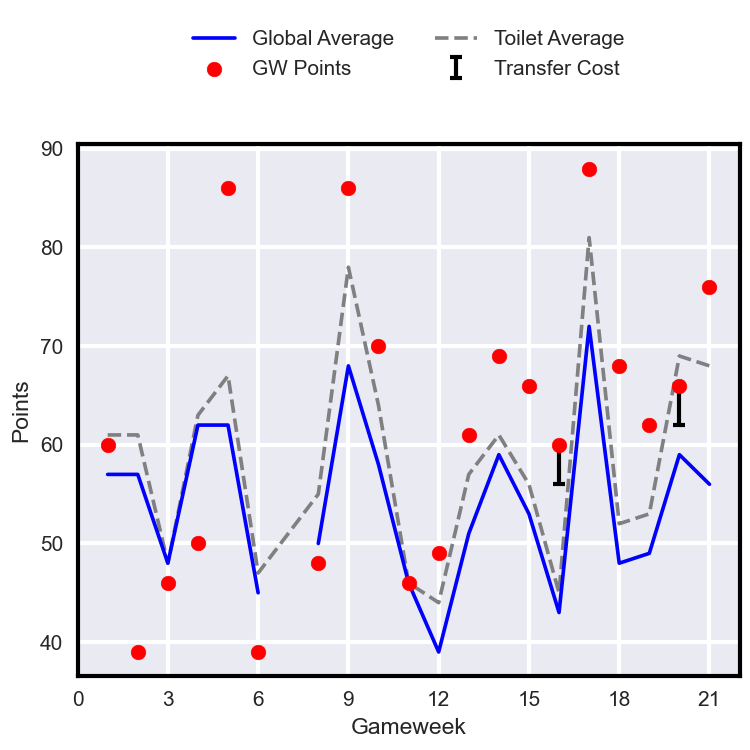 Global Average
Toilet Average
GW Points
Transfer Cost
90
80
70
60
50
40
Points
0 3 6 9 12 15 18 21
Gameweek